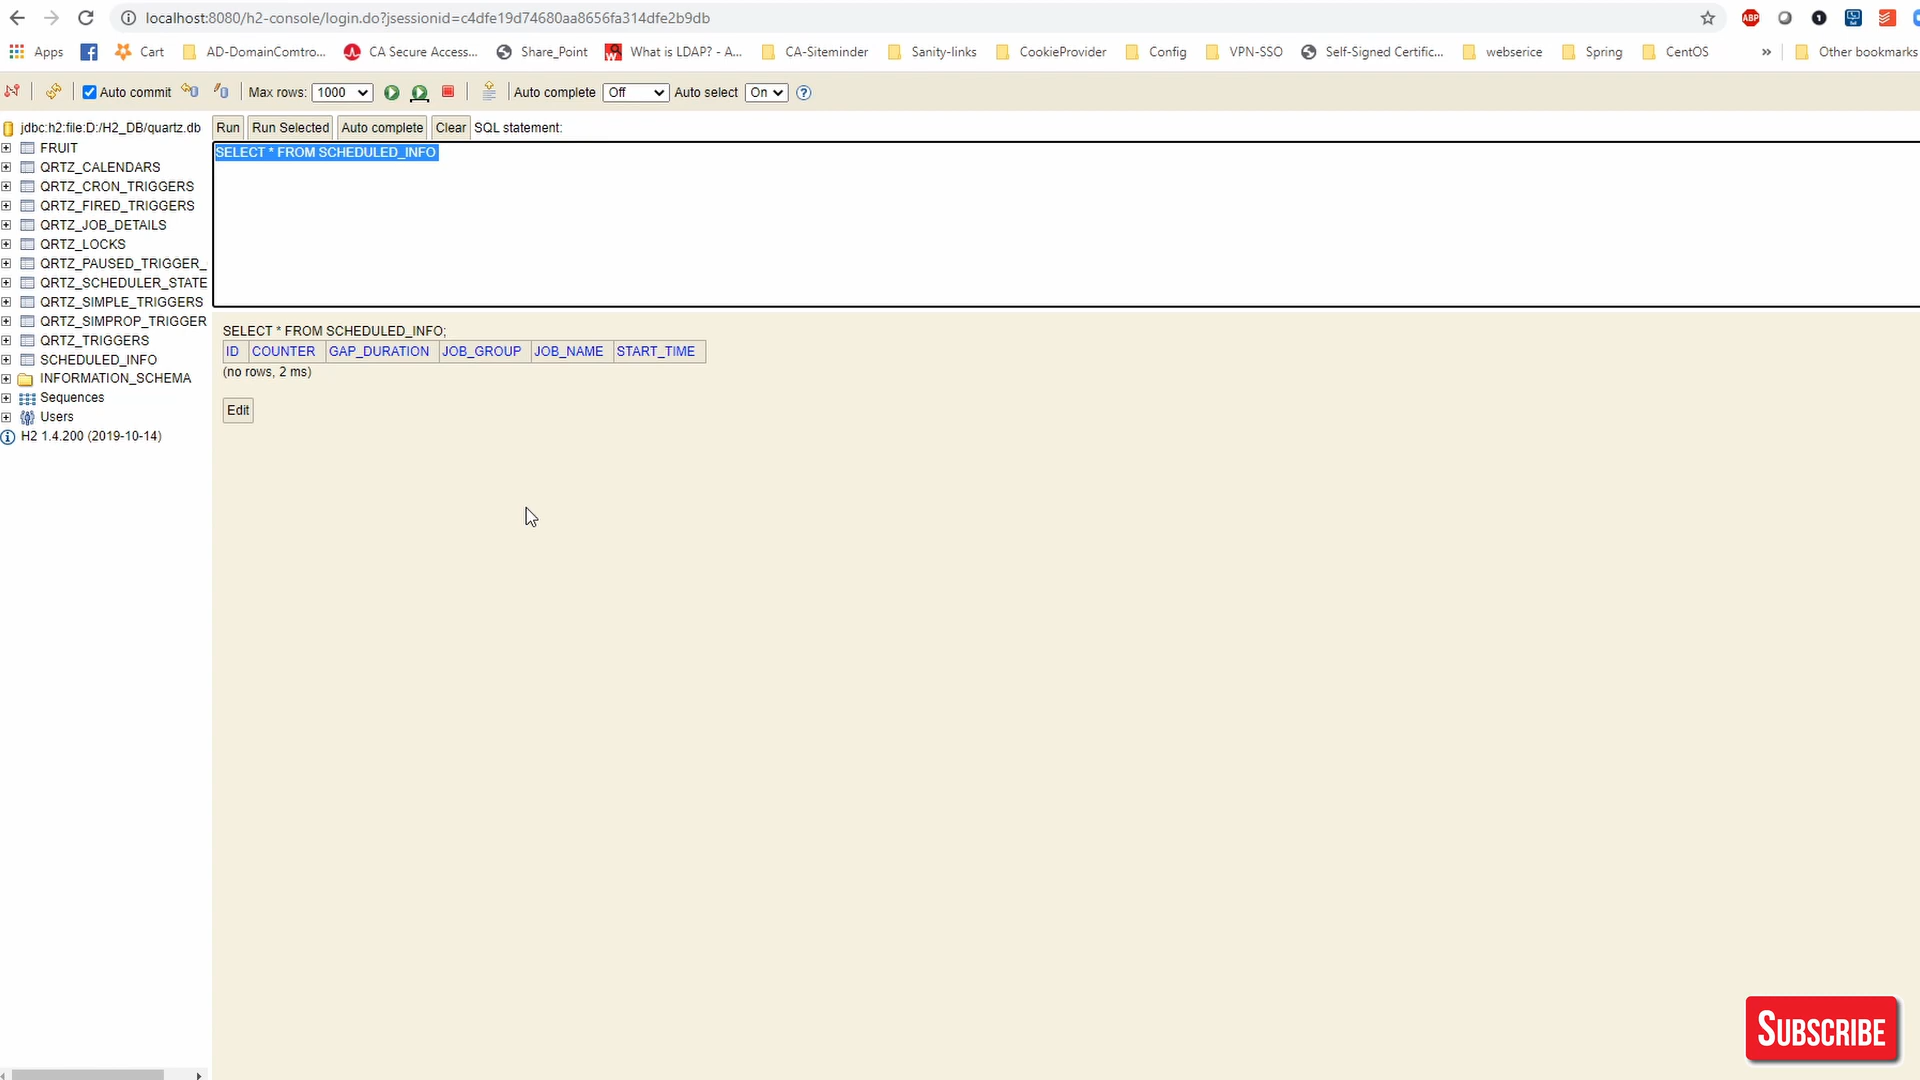 localhost:8080/h2-console/login.do?jsessionid=c4dfe19d74680aa8656fa314dfe2b9db
ABP
Apps Cart AD-DomainComtro... CA Secure Access... Share_Point What is LDAP? - A... CA-Siteminder Sanity-links CookieProvider Config VPN-SSO Self-Signed Certific... webserice Spring CentOS » Other bookmarks
Auto commit Max rows: 1000 Auto complete Off Auto select On
jdbc:h2:file:D:/H2_DB/quartz.db
Run Run Selected Auto complete Clear SQL statement:
SELECT * FROM SCHEDULED_INFO
FRUIT
QRTZ_CALENDARS
QRTZ_CRON_TRIGGERS
QRTZ_FIRED_TRIGGERS
QRTZ_JOB_DETAILS
QRTZ_LOCKS
QRTZ_PAUSED_TRIGGER_
QRTZ_SCHEDULER_STATE
QRTZ_SIMPLE_TRIGGERS
QRTZ_SIMPROP_TRIGGER
QRTZ_TRIGGERS
SCHEDULED_INFO
INFORMATION_SCHEMA
Sequences
Users
H2 1.4.200 (2019-10-14)
SELECT * FROM SCHEDULED_INFO;
ID COUNTER GAP_DURATION JOB_GROUP JOB_NAME START_TIME
(no rows, 2 ms)
Edit
SUBSCRIBE